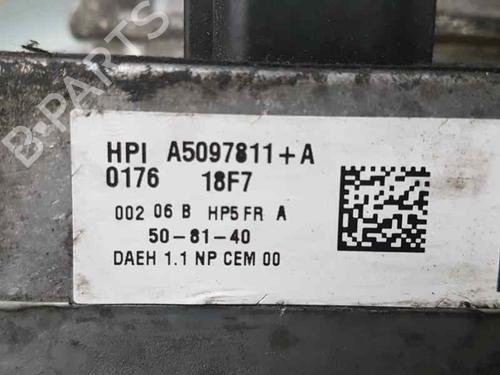 B-PARTS
HPI A5097811+A
0176 18F7
002 06 B HP5 FR A
50-81-40
DAEH 1.1 NP CEM 00